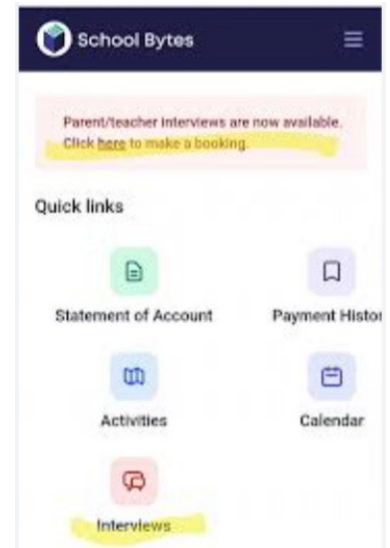 School Bytes
Parent/teacher interviews are now available.
Click here to make a booking.
Quick links
Statement of Account
Payment Histor
Activities
Calendar
Interviews